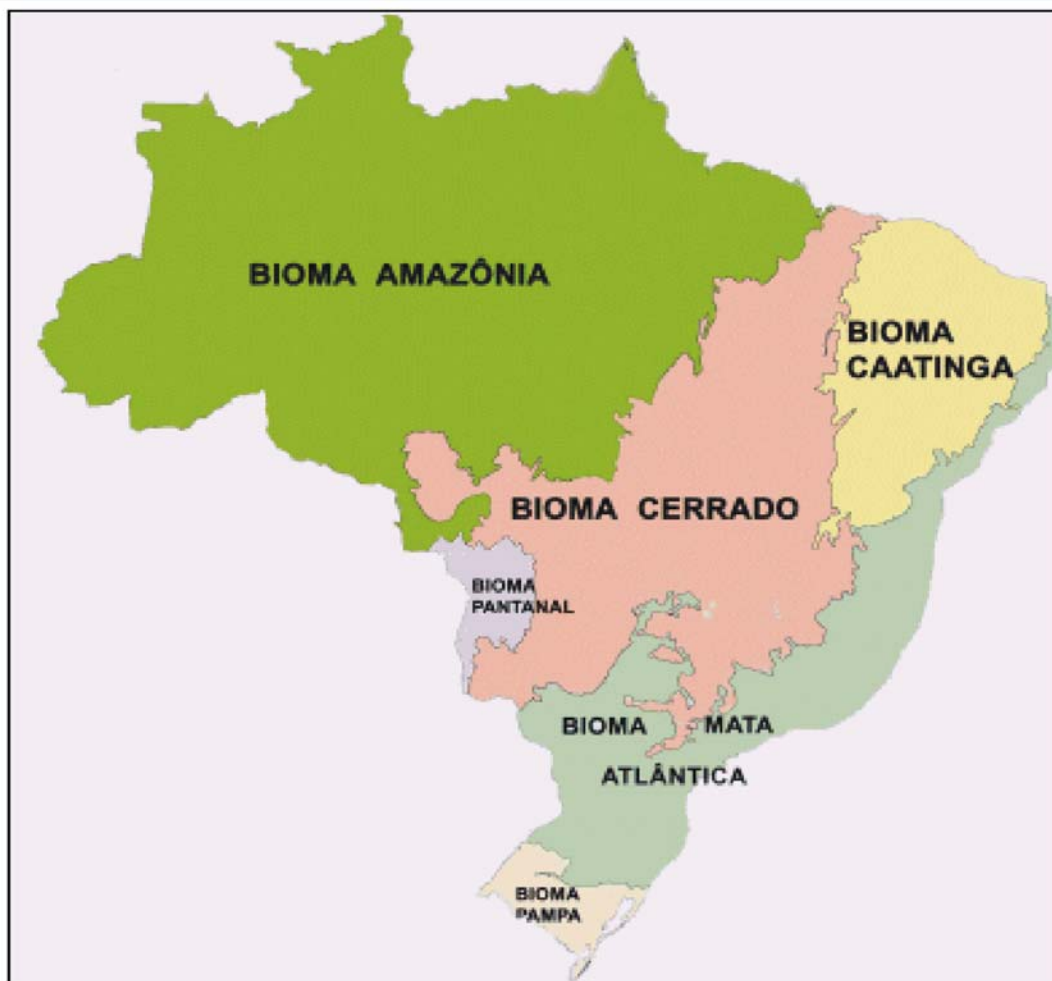 BIOMA AMAZÔNIA
BIOMA
CAATINGA
BIOMA CERRADO
BIOMA
PANTANAL
BIOMA MATA
ATLÂNTICA
BIOMA
PAMPA